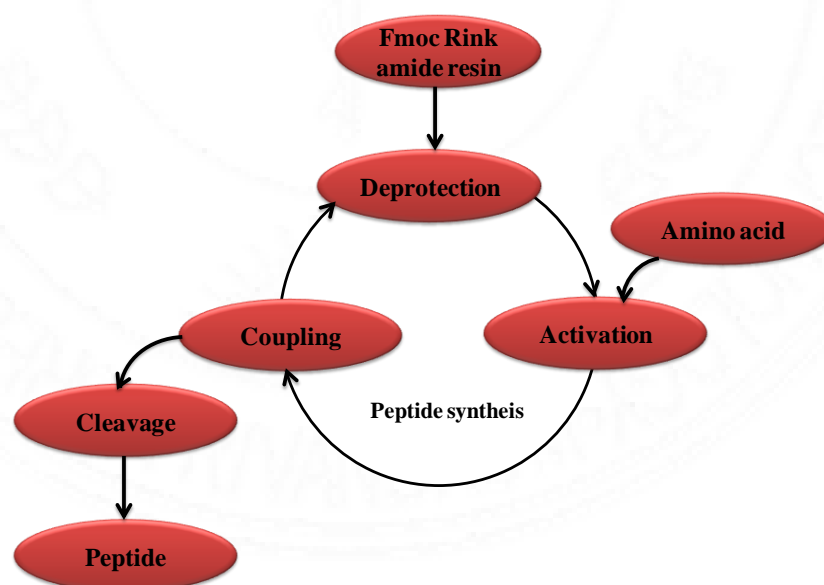 Fmoc Rink
amide resin
Deprotection
Amino acid
Activation
Coupling
Peptide syntheis
Cleavage
Peptide